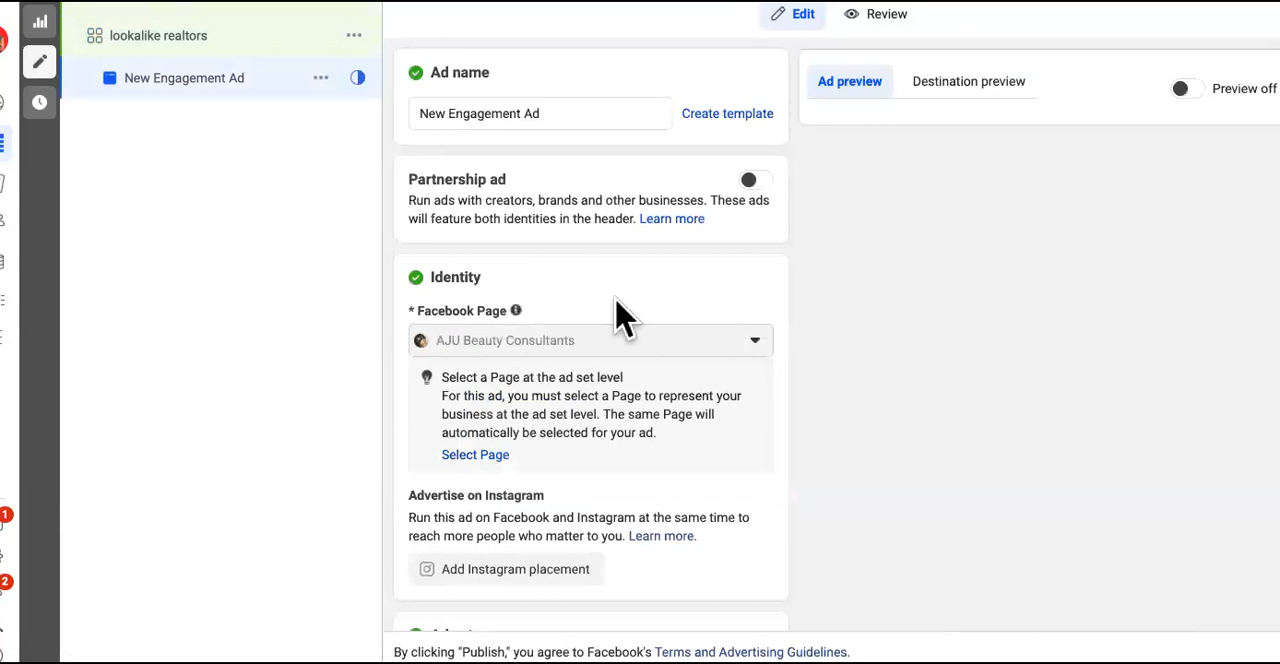 Edit
Review
lookalike realtors
New Engagement Ad
Ad name
New Engagement Ad
Create template
Ad preview
Destination preview
Preview off
Partnership ad
Run ads with creators, brands and other businesses. These ads
will feature both identities in the header. Learn more
Identity
* Facebook Page
AJU Beauty Consultants
Select a Page at the ad set level
For this ad, you must select a Page to represent your
business at the ad set level. The same Page will
automatically be selected for your ad.
Select Page
Advertise on Instagram
Run this ad on Facebook and Instagram at the same time to
reach more people who matter to you. Learn more.
Add Instagram placement
1
2
By clicking "Publish," you agree to Facebook's Terms and Advertising Guidelines.